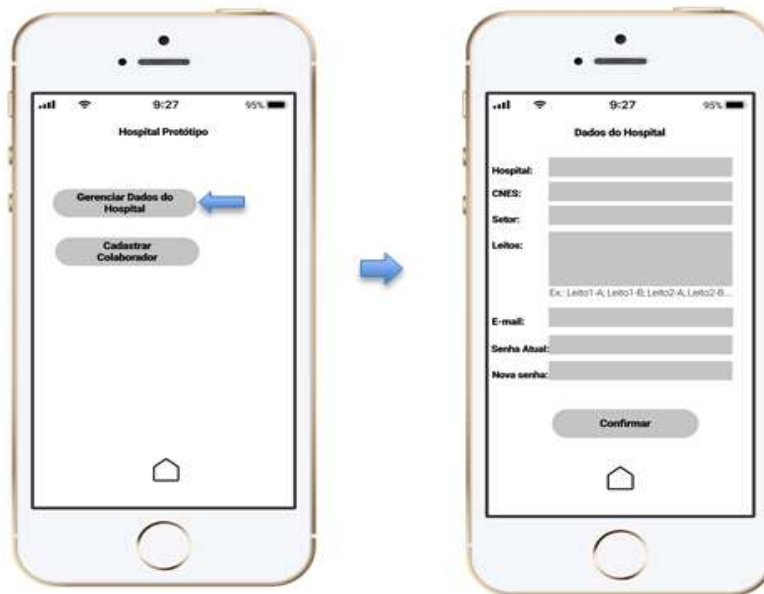 9:27
95%
Hospital Protótipo
Gerenciar Dados do
Hospital
Cadastrar
Colaborador
9:27
95%
Dados do Hospital
Hospital:
CNES:
Setor:
Leitos:
Ex.: Leito1-A; Leito1-B; Leito2-A, Leito2-B...
E-mail:
Senha Atual:
Nova senha:
Confirmar